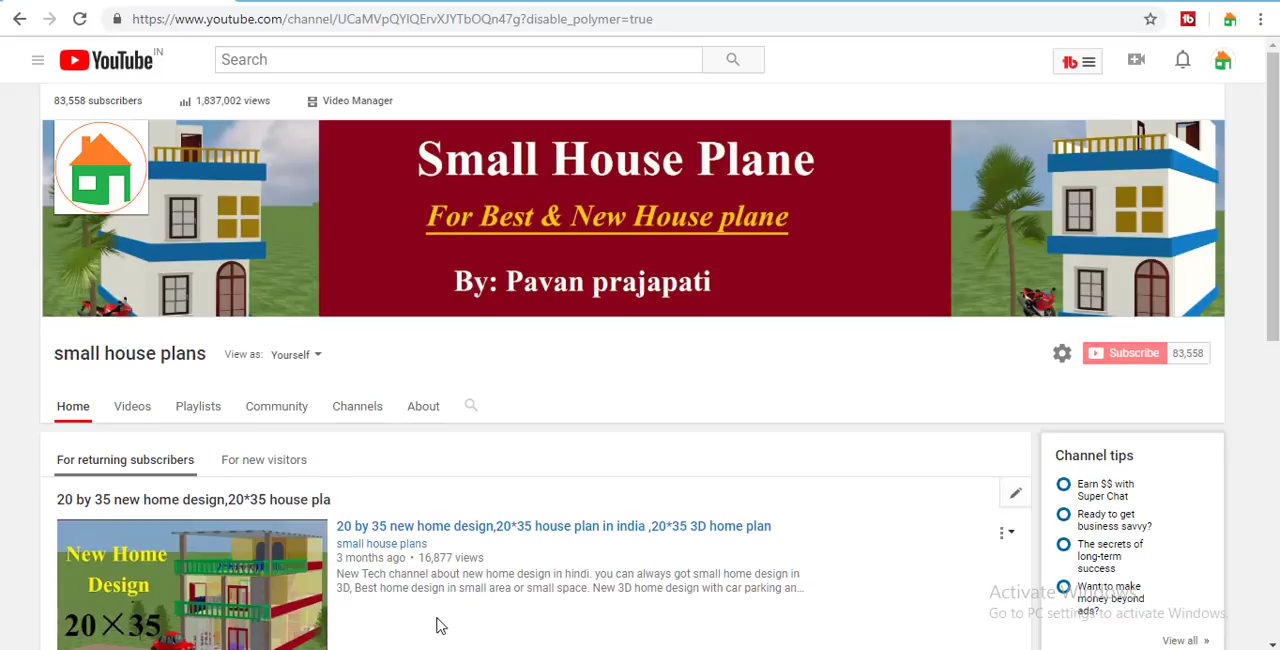 https://www.youtube.com/channel/UCaMVpQYlQErvXJYTbOQn47g?disable_polymer=true
YouTube IN
Search
83,558 subscribers
1,837,002 views
Video Manager
Small House Plane
For Best & New House plane
By: Pavan prajapati
small house plans
View as: Yourself
Subscribe 83,558
Home
Videos
Playlists
Community
Channels
About
For returning subscribers
For new visitors
20 by 35 new home design,20*35 house pla
New Home
Design
20×35
20 by 35 new home design,20*35 house plan in india ,20*35 3D home plan
small house plans
3 months ago • 16,877 views
New Tech channel about new home design in hindi. you can always got small home design in
3D, Best home design in small area or small space. New 3D home design with car parking an...
Channel tips
Earn $$ with
Super Chat
Ready to get
business savvy?
The secrets of
long-term
success
Want to make
money beyond
ads?
View all »
Activate Windows
Go to PC settings to activate Windows.